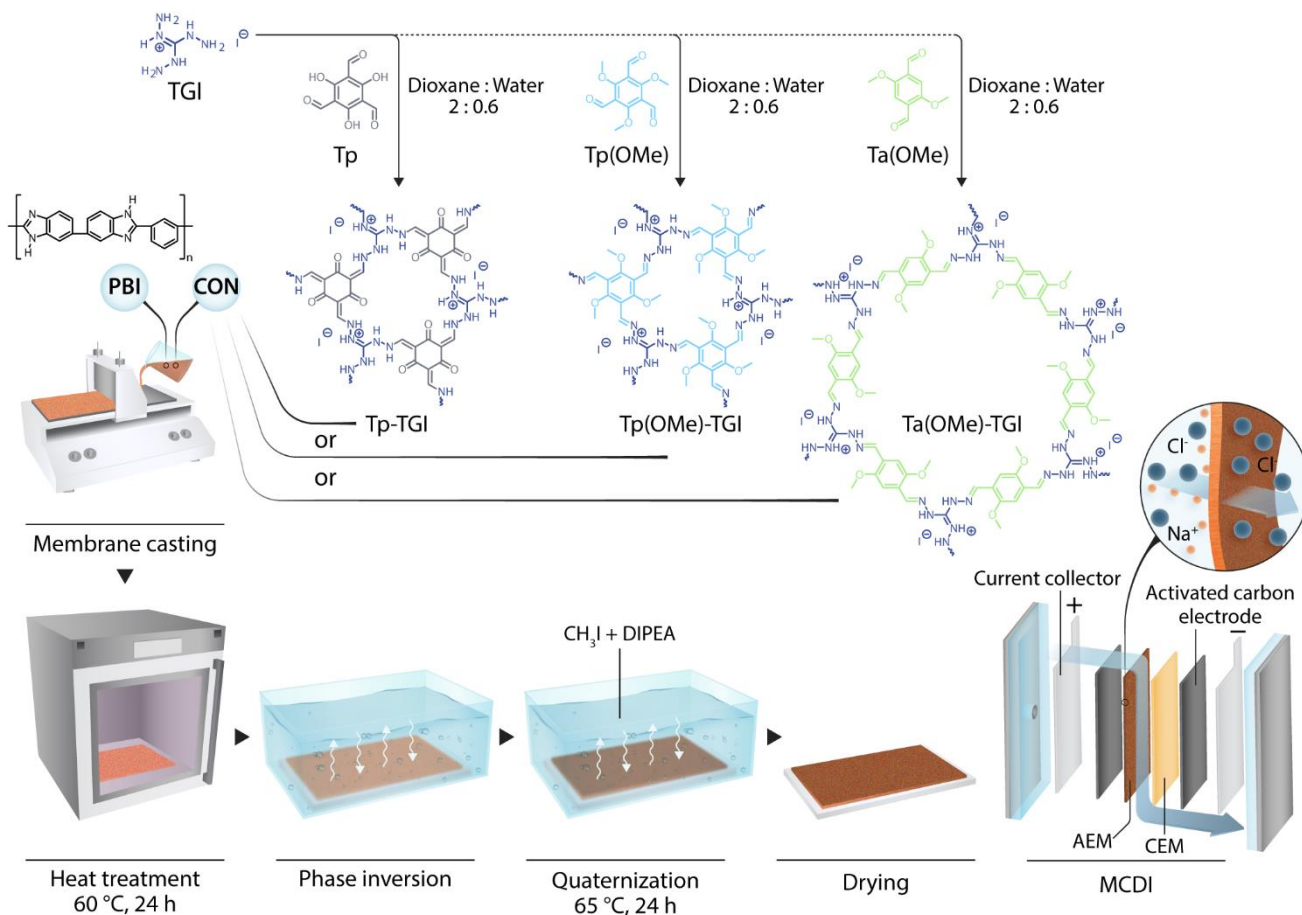 TGI
Tp
Dioxane : Water
2 : 0.6
Tp(OMe)
Dioxane : Water
2 : 0.6
Ta(OMe)
Dioxane : Water
2 : 0.6
PBI
CON
Tp-TGI
or
or
Tp(OMe)-TGI
Ta(OMe)-TGI
Cl⁻
Cl⁻
Na⁺
Membrane casting
CH₃I + DIPEA
Current collector
+
Activated carbon
electrode
−
AEM
CEM
Heat treatment
60 °C, 24 h
Phase inversion
Quaternization
65 °C, 24 h
Drying
MCDI